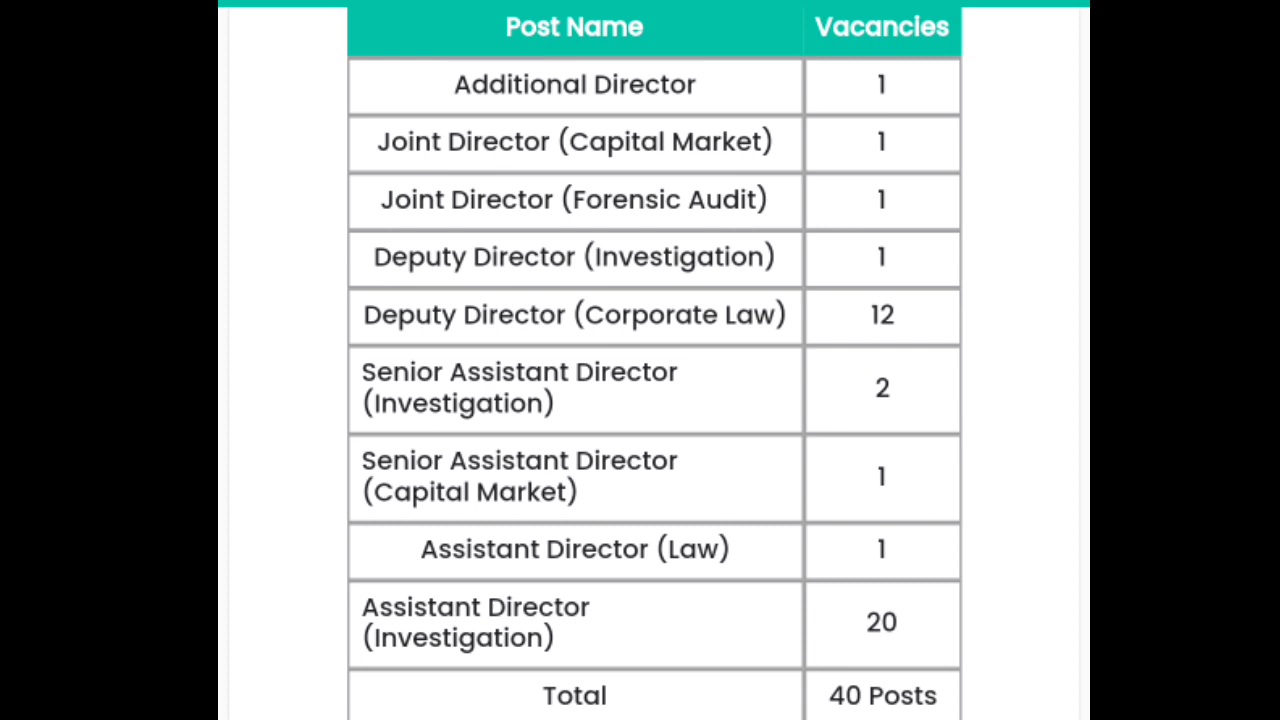 Post Name Vacancies
Additional Director 1
Joint Director (Capital Market) 1
Joint Director (Forensic Audit) 1
Deputy Director (Investigation) 1
Deputy Director (Corporate Law) 12
Senior Assistant Director
(Investigation) 2
Senior Assistant Director
(Capital Market) 1
Assistant Director (Law) 1
Assistant Director
(Investigation) 20
Total 40 Posts